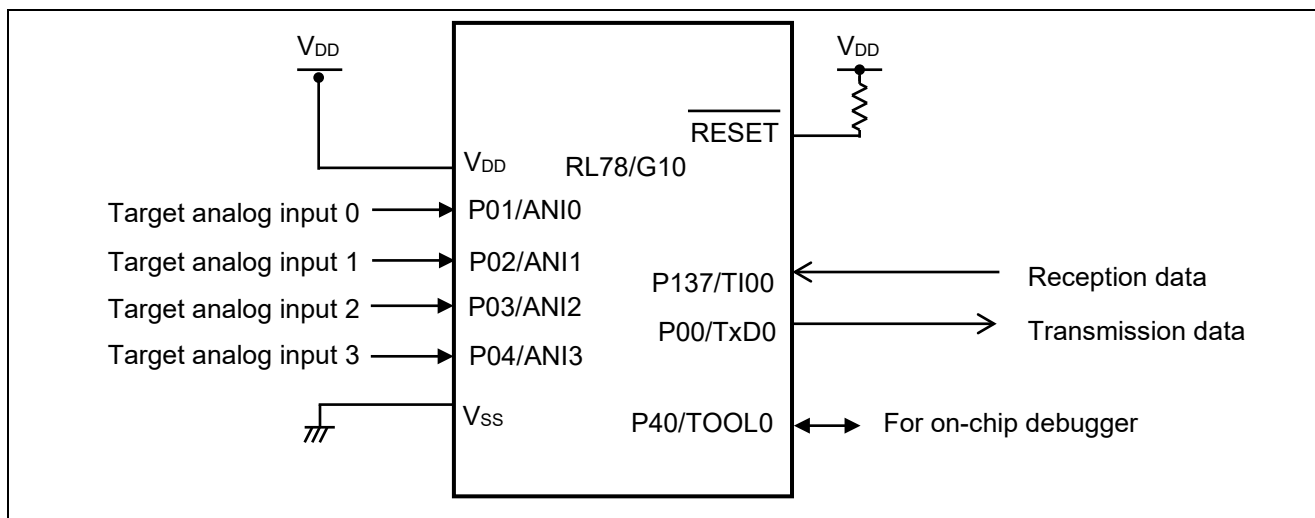 VDD
VDD
RESET
VDD
RL78/G10
Target analog input 0
P01/ANI0
Target analog input 1
P02/ANI1
P137/TI00
Reception data
Target analog input 2
P03/ANI2
P00/TxD0
Transmission data
Target analog input 3
P04/ANI3
VSS
P40/TOOL0
For on-chip debugger